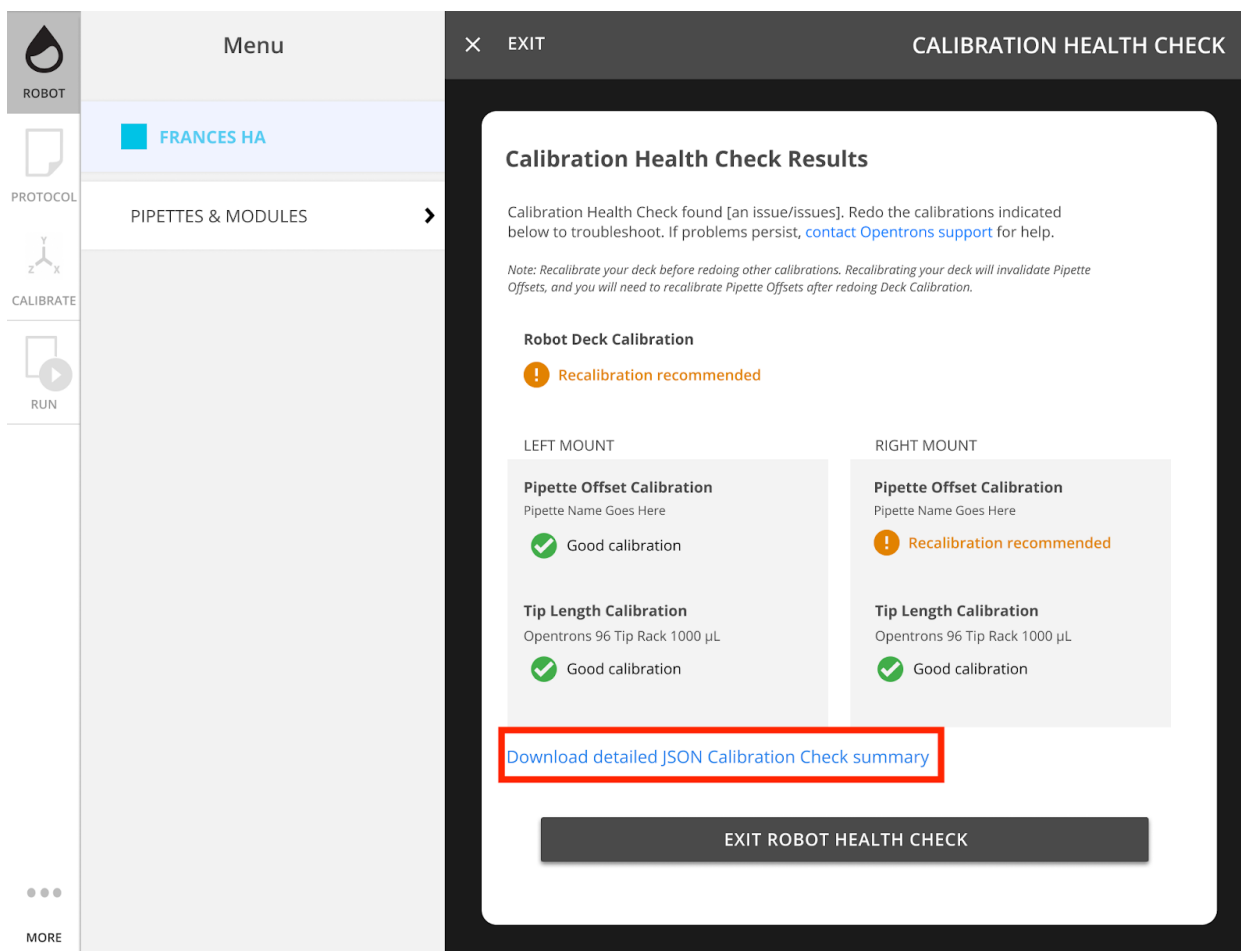 ROBOT
PROTOCOL
Y
Z X
CALIBRATE
RUN
MORE
Menu
FRANCES HA
PIPETTES & MODULES
EXIT
CALIBRATION HEALTH CHECK
Calibration Health Check Results
Calibration Health Check found [an issue/issues]. Redo the calibrations indicated
below to troubleshoot. If problems persist, contact Opentrons support for help.
Note: Recalibrate your deck before redoing other calibrations. Recalibrating your deck will invalidate Pipette
Offsets, and you will need to recalibrate Pipette Offsets after redoing Deck Calibration.
Robot Deck Calibration
! Recalibration recommended
LEFT MOUNT
Pipette Offset Calibration
Pipette Name Goes Here
Good calibration
Tip Length Calibration
Opentrons 96 Tip Rack 1000 µL
Good calibration
RIGHT MOUNT
Pipette Offset Calibration
Pipette Name Goes Here
! Recalibration recommended
Tip Length Calibration
Opentrons 96 Tip Rack 1000 µL
Good calibration
Download detailed JSON Calibration Check summary
EXIT ROBOT HEALTH CHECK